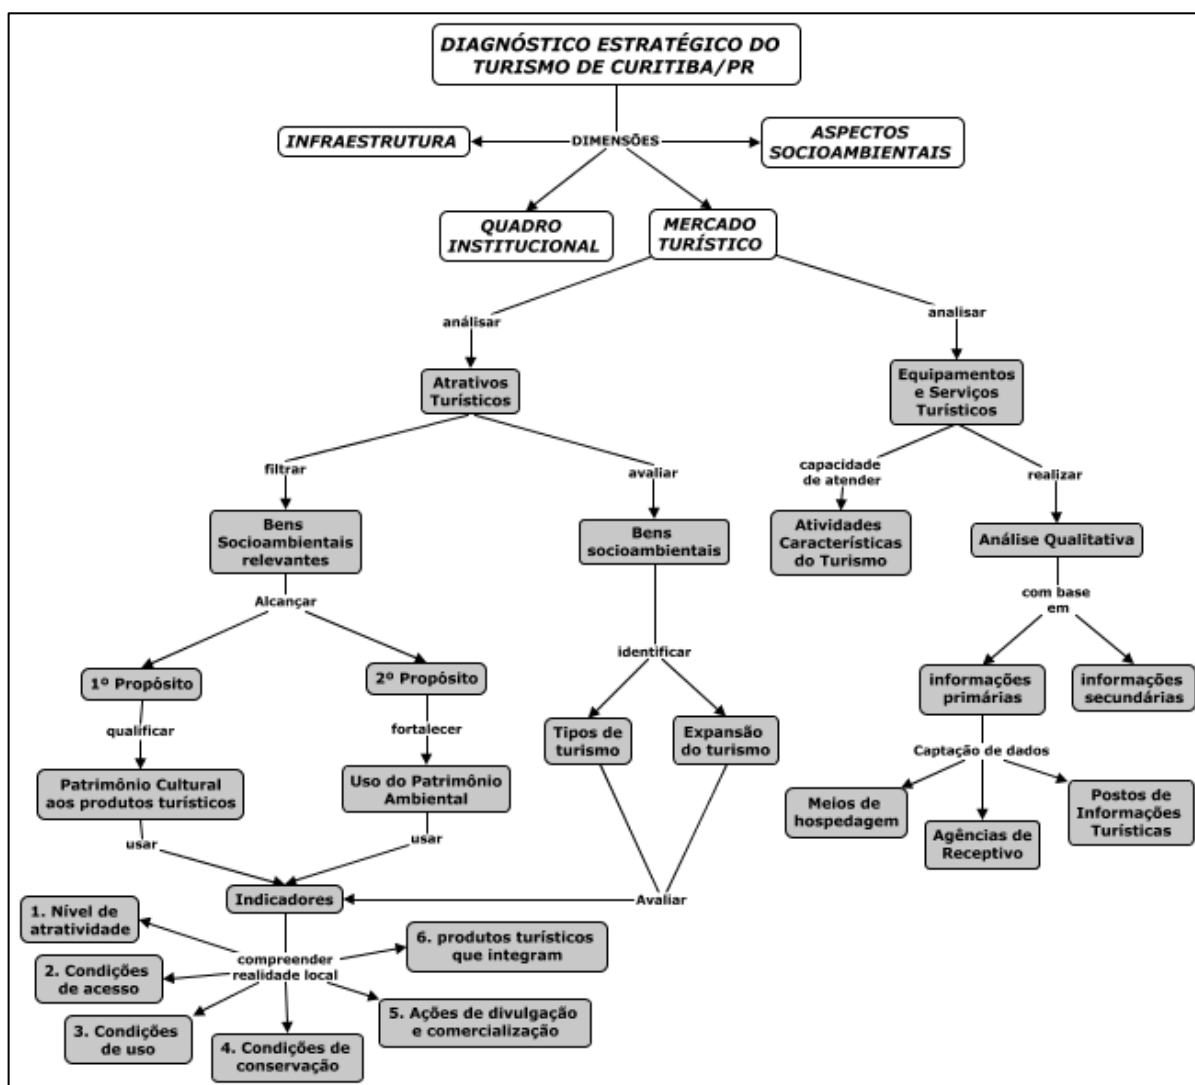 DIAGNÓSTICO ESTRATÉGICO DO
TURISMO DE CURITIBA/PR
INFRAESTRUTURA
DIMENSÕES
ASPECTOS
SOCIOAMBIENTAIS
QUADRO
INSTITUCIONAL
MERCADO
TURÍSTICO
análisar
analisar
Atrativos
Turísticos
Equipamentos
e Serviços
Turísticos
filtrar
avaliar
capacidade
de atender
realizar
Bens
Socioambientais
relevantes
Bens
socioambientais
Atividades
Características
do Turismo
Análise Qualitativa
Alcançar
com base
em
identificar
1º Propósito
2º Propósito
informações
primárias
informações
secundárias
qualificar
fortalecer
Tipos de
turismo
Expansão
do turismo
Captação de dados
Patrimônio Cultural
aos produtos turísticos
Uso do Patrimônio
Ambiental
Meios de
hospedagem
Agências de
Receptivo
Postos de
Informações
Turísticas
usar
usar
Indicadores
Avaliar
1. Nível de
atratividade
compreender
realidade local
6. produtos turísticos
que integram
2. Condições
de acesso
5. Ações de divulgação
e comercialização
3. Condições
de uso
4. Condições de
conservação